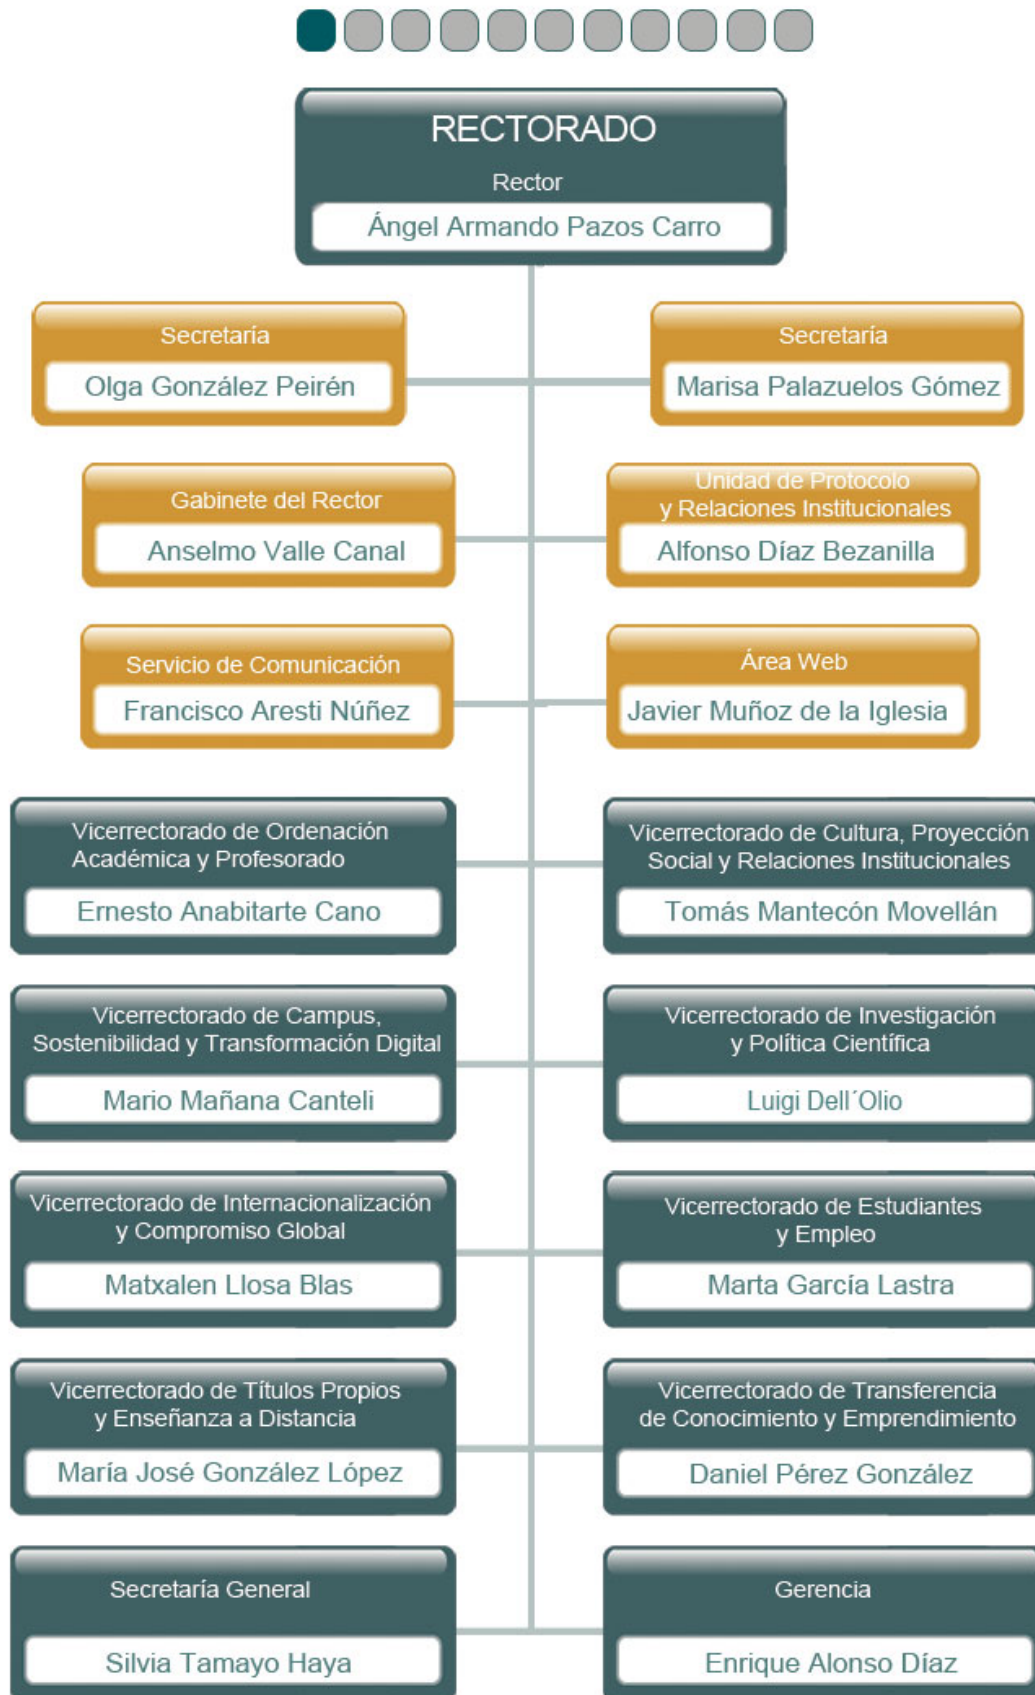 RECTORADO
Rector
Ángel Armando Pazos Carro
Secretaría
Olga González Peirén
Secretaría
Marisa Palazuelos Gómez
Gabinete del Rector
Anselmo Valle Canal
Unidad de Protocolo
y Relaciones Institucionales
Alfonso Díaz Bezanilla
Servicio de Comunicación
Francisco Aresti Núñez
Área Web
Javier Muñoz de la Iglesia
Vicerrectorado de Ordenación
Académica y Profesorado
Ernesto Anabitarte Cano
Vicerrectorado de Cultura, Proyección
Social y Relaciones Institucionales
Tomás Mantecón Movellán
Vicerrectorado de Campus,
Sostenibilidad y Transformación Digital
Mario Mañana Canteli
Vicerrectorado de Investigación
y Política Científica
Luigi Dell´Olio
Vicerrectorado de Internacionalización
y Compromiso Global
Matxalen Llosa Blas
Vicerrectorado de Estudiantes
y Empleo
Marta García Lastra
Vicerrectorado de Títulos Propios
y Enseñanza a Distancia
María José González López
Vicerrectorado de Transferencia
de Conocimiento y Emprendimiento
Daniel Pérez González
Secretaría General
Silvia Tamayo Haya
Gerencia
Enrique Alonso Díaz